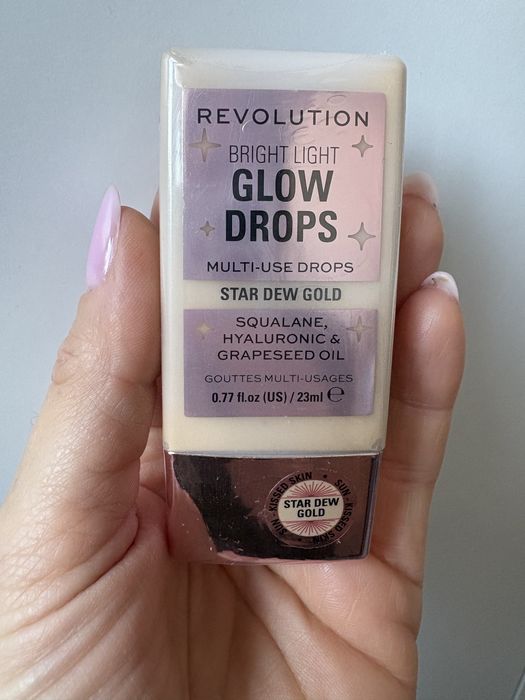 REVOLUTION
BRIGHT LIGHT
GLOW
DROPS
MULTI-USE DROPS
STAR DEW GOLD
SQUALANE,
HYALURONIC &
GRAPESEED OIL
GOUTTES MULTI-USAGES
0.77 fl.oz (US) / 23ml ℮
SUN-KISSED SKIN • SUN-KISSED SKIN •
STAR DEW
GOLD